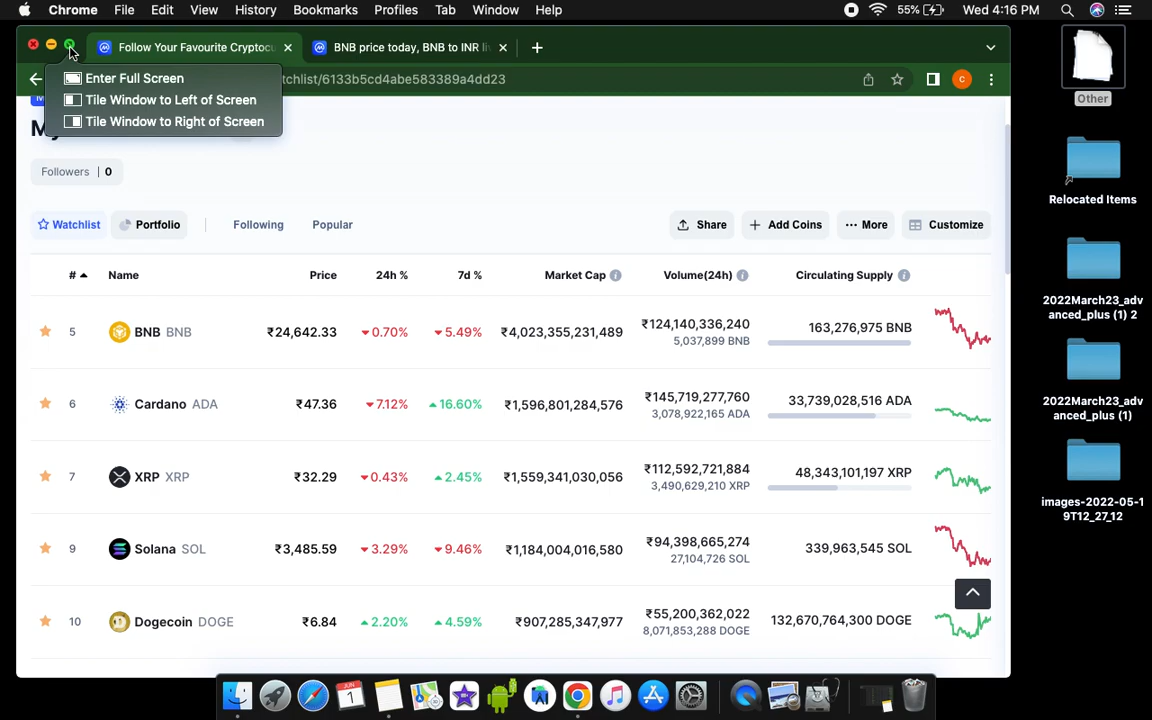 Chrome File Edit View History Bookmarks Profiles Tab Window Help 55% Wed 4:16 PM
Follow Your Favourite Cryptocu BNB price today, BNB to INR li
tchlist/6133b5cd4abe583389a4dd23 C
Enter Full Screen
Tile Window to Left of Screen
Tile Window to Right of Screen
Followers 0
Watchlist Portfolio Following Popular Share Add Coins More Customize
# Name Price 24h % 7d % Market Cap Volume(24h) Circulating Supply
5 BNB BNB ₹24,642.33 0.70% 5.49% ₹4,023,355,231,489 ₹124,140,336,240 163,276,975 BNB
5,037,899 BNB
6 Cardano ADA ₹47.36 7.12% 16.60% ₹1,596,801,284,576 ₹145,719,277,760 33,739,028,516 ADA
3,078,922,165 ADA
7 XRP XRP ₹32.29 0.43% 2.45% ₹1,559,341,030,056 ₹112,592,721,884 48,343,101,197 XRP
3,490,629,210 XRP
9 Solana SOL ₹3,485.59 3.29% 9.46% ₹1,184,004,016,580 ₹94,398,665,274 339,963,545 SOL
27,104,726 SOL
10 Dogecoin DOGE ₹6.84 2.20% 4.59% ₹907,285,347,977 ₹55,200,362,022 132,670,764,300 DOGE
8,071,853,288 DOGE
Other
Relocated Items
2022March23_adv
anced_plus (1) 2
2022March23_adv
anced_plus (1)
images-2022-05-1
9T12_27_12
JUN
1